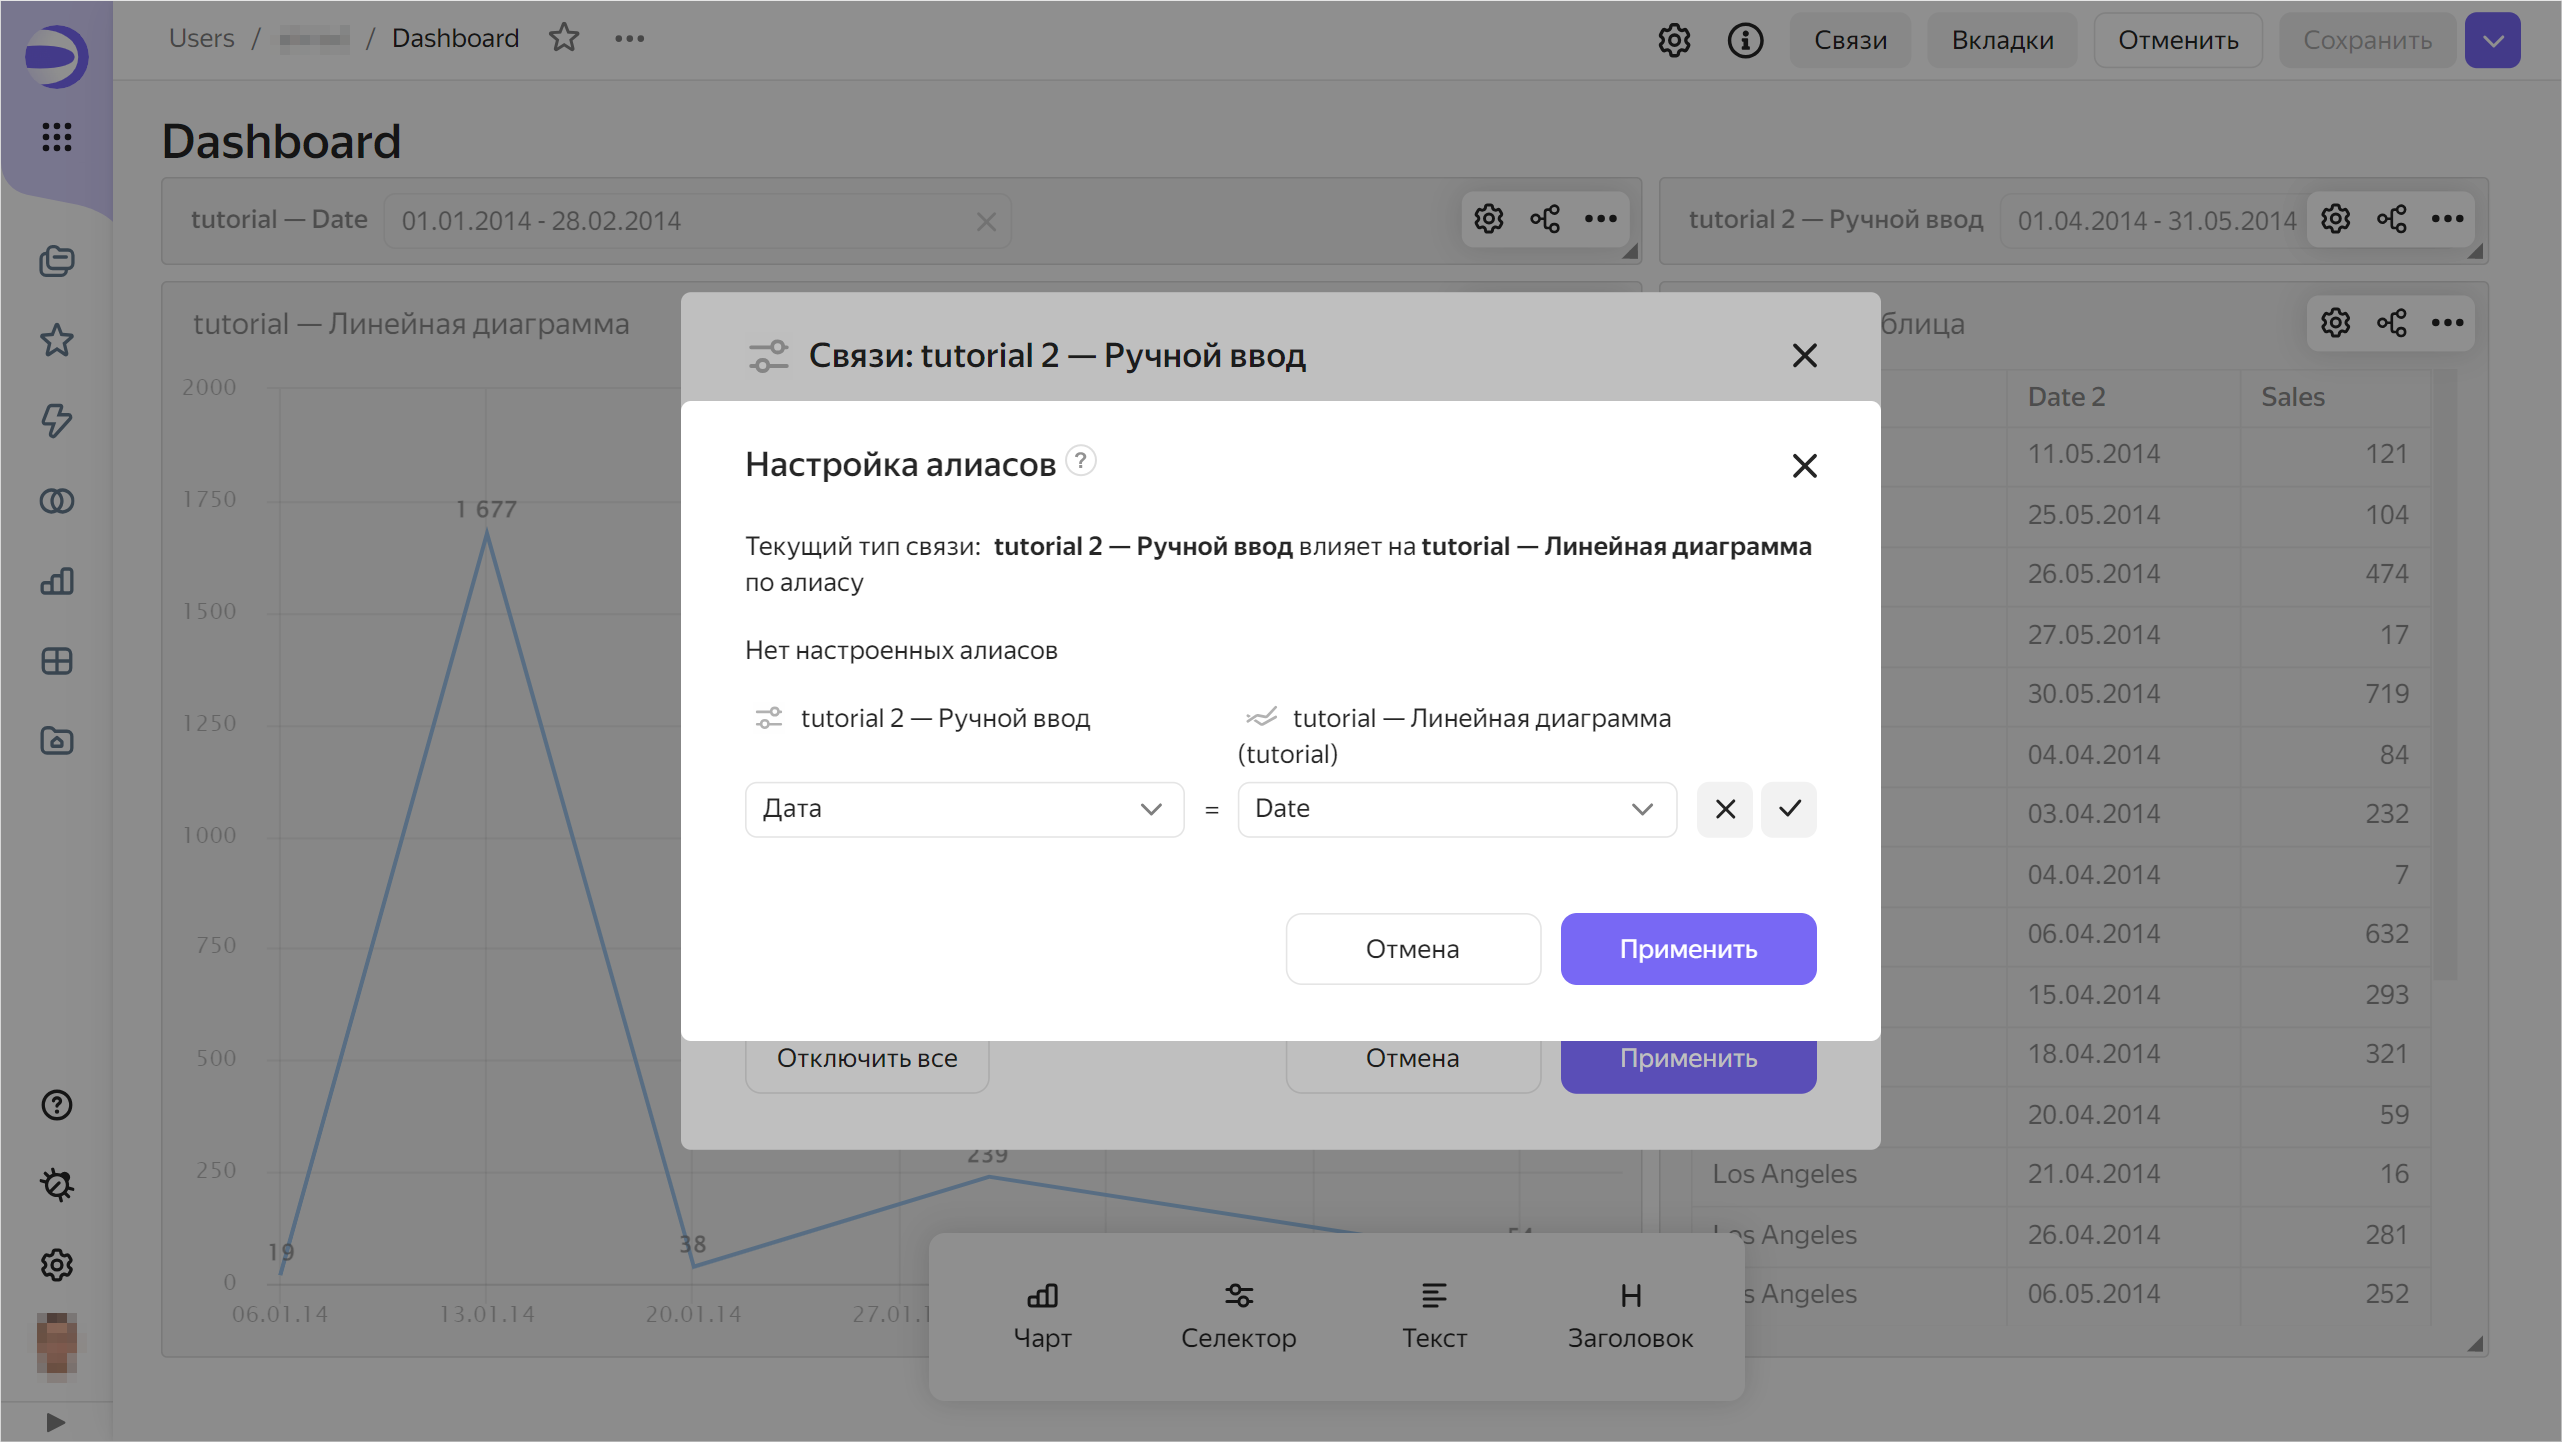 Users / / Dashboard
Связи
Вкладки
Отменить
Сохранить
Dashboard
tutorial — Date
01.01.2014 - 28.02.2014
tutorial 2 — Ручной ввод
01.04.2014 - 31.05.2014
tutorial — Линейная диаграмма
2000
1750
1500
1250
1000
750
500
250
0
1 677
19
38
239
06.01.14
13.01.14
20.01.14
27.01.1
блица
Date 2
Sales
11.05.2014
121
25.05.2014
104
26.05.2014
474
27.05.2014
17
30.05.2014
719
04.04.2014
84
03.04.2014
232
04.04.2014
7
06.04.2014
632
15.04.2014
293
18.04.2014
321
20.04.2014
59
Los Angeles
21.04.2014
16
Los Angeles
26.04.2014
281
s Angeles
06.05.2014
252
Связи: tutorial 2 — Ручной ввод
Настройка алиасов ?
Текущий тип связи: tutorial 2 — Ручной ввод влияет на tutorial — Линейная диаграмма
по алиасу
Нет настроенных алиасов
tutorial 2 — Ручной ввод
tutorial — Линейная диаграмма
(tutorial)
Дата
=
Date
Отмена
Применить
Отключить все
Отмена
Применить
Чарт
Селектор
Текст
H
Заголовок